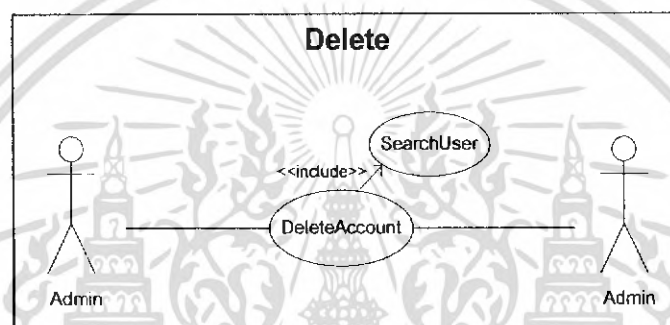 Delete
SearchUser
<<include>>
DeleteAccount
Admin
Admin